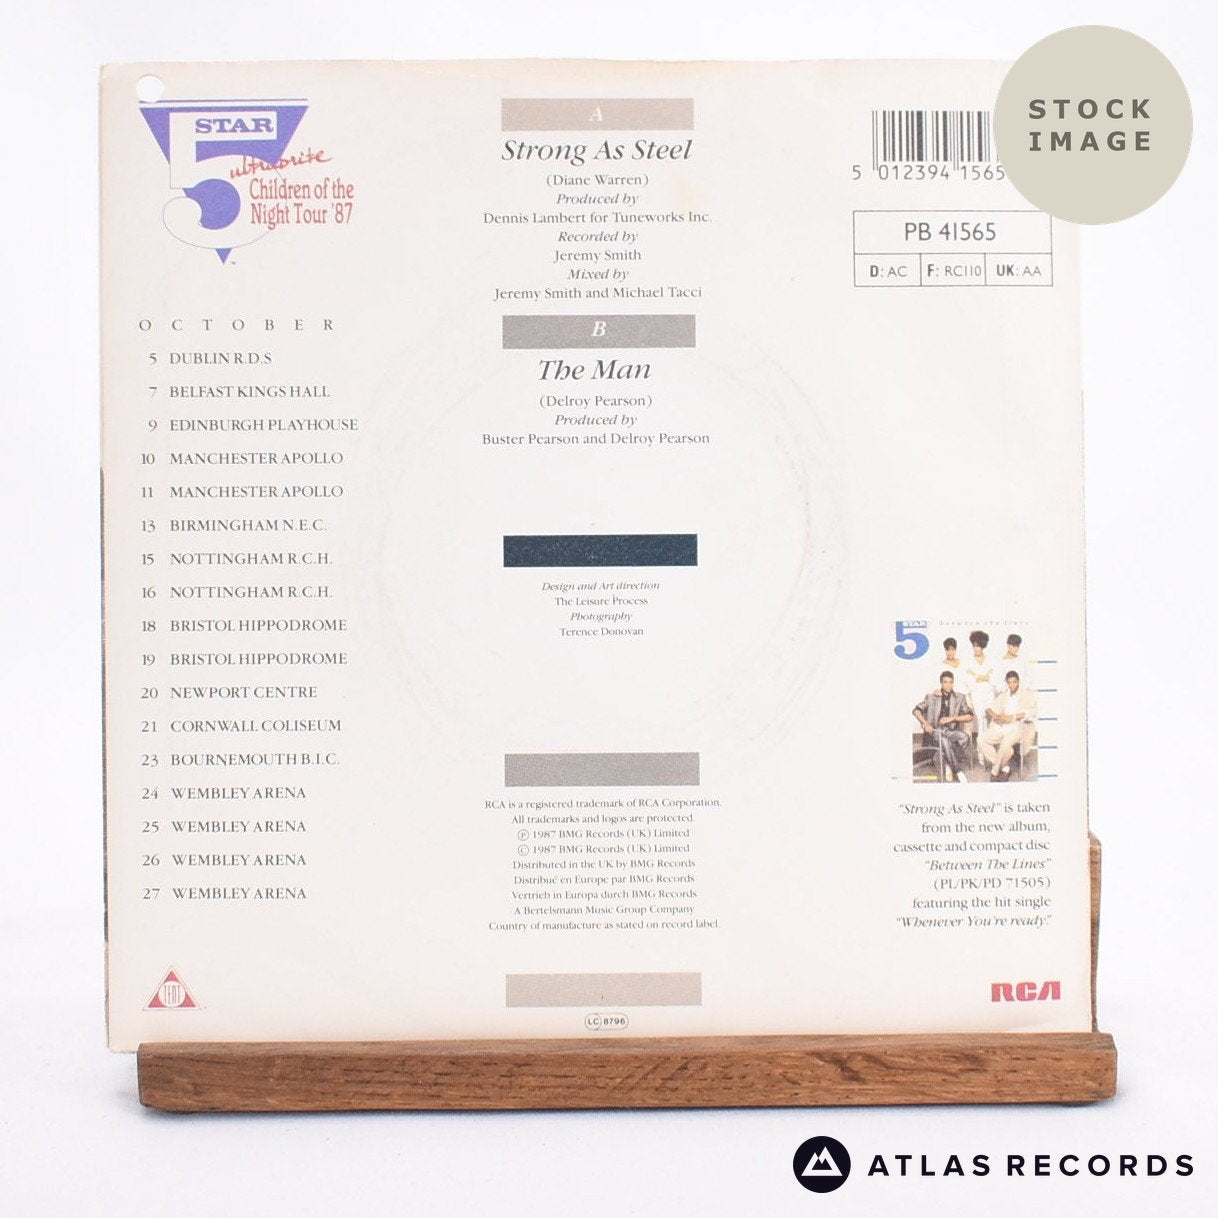 5 STAR
ultrabrite
Children of the
Night Tour '87
OCTOBER
5 DUBLIN R.D.S
7 BELFAST KINGS HALL
9 EDINBURGH PLAYHOUSE
10 MANCHESTER APOLLO
11 MANCHESTER APOLLO
13 BIRMINGHAM N.E.C.
15 NOTTINGHAM R.C.H.
16 NOTTINGHAM R.C.H.
18 BRISTOL HIPPODROME
19 BRISTOL HIPPODROME
20 NEWPORT CENTRE
21 CORNWALL COLISEUM
23 BOURNEMOUTH B.I.C.
24 WEMBLEY ARENA
25 WEMBLEY ARENA
26 WEMBLEY ARENA
27 WEMBLEY ARENA
TENT
A
Strong As Steel
(Diane Warren)
Produced by
Dennis Lambert for Tuneworks Inc.
Recorded by
Jeremy Smith
Mixed by
Jeremy Smith and Michael Tacci
B
The Man
(Delroy Pearson)
Produced by
Buster Pearson and Delroy Pearson
Design and Art direction
The Leisure Process
Photography
Terence Donovan
RCA is a registered trademark of RCA Corporation.
All trademarks and logos are protected.
Ⓟ 1987 BMG Records (UK) Limited
© 1987 BMG Records (UK) Limited
Distributed in the UK by BMG Records
Distribué en Europe par BMG Records
Vertrieb in Europa durch BMG Records
A Bertelsmann Music Group Company
Country of manufacture as stated on record label.
LC 8796
STOCK
IMAGE
5 012394 1565
PB 41565
D: AC F: RC110 UK: AA
STAR
5
between the lines
"Strong As Steel" is taken
from the new album,
cassette and compact disc
"Between The Lines"
(PL/PK/PD 71505)
featuring the hit single
"Whenever You're ready."
RCA
ATLAS RECORDS